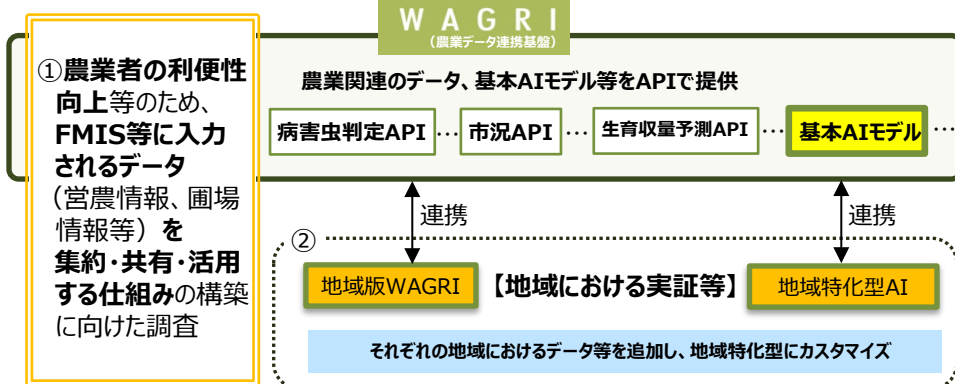 WAGRI
（農業データ連携基盤）
①農業者の利便性
向上等のため、
FMIS等に入力
されるデータ
（営農情報、圃場
情報等）を
集約・共有・活用
する仕組みの構築
に向けた調査
農業関連のデータ、基本AIモデル等をAPIで提供
病害虫判定API … 市況API … 生育収量予測API … 基本AIモデル …
連携 連携
②
地域版WAGRI 【地域における実証等】 地域特化型AI
それぞれの地域におけるデータ等を追加し、地域特化型にカスタマイズ